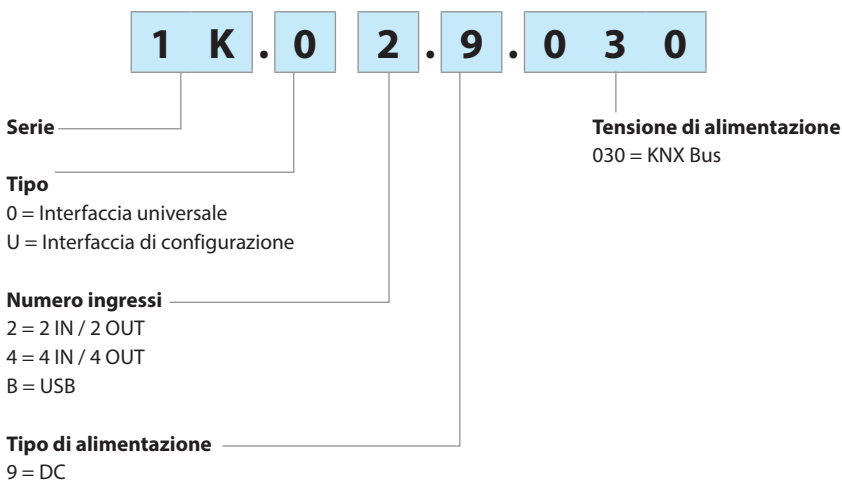 1 K . 0 2 . 9 . 0 3 0
Serie
Tipo
0 = Interfaccia universale
U = Interfaccia di configurazione
Numero ingressi
2 = 2 IN / 2 OUT
4 = 4 IN / 4 OUT
B = USB
Tipo di alimentazione
9 = DC
Tensione di alimentazione
030 = KNX Bus